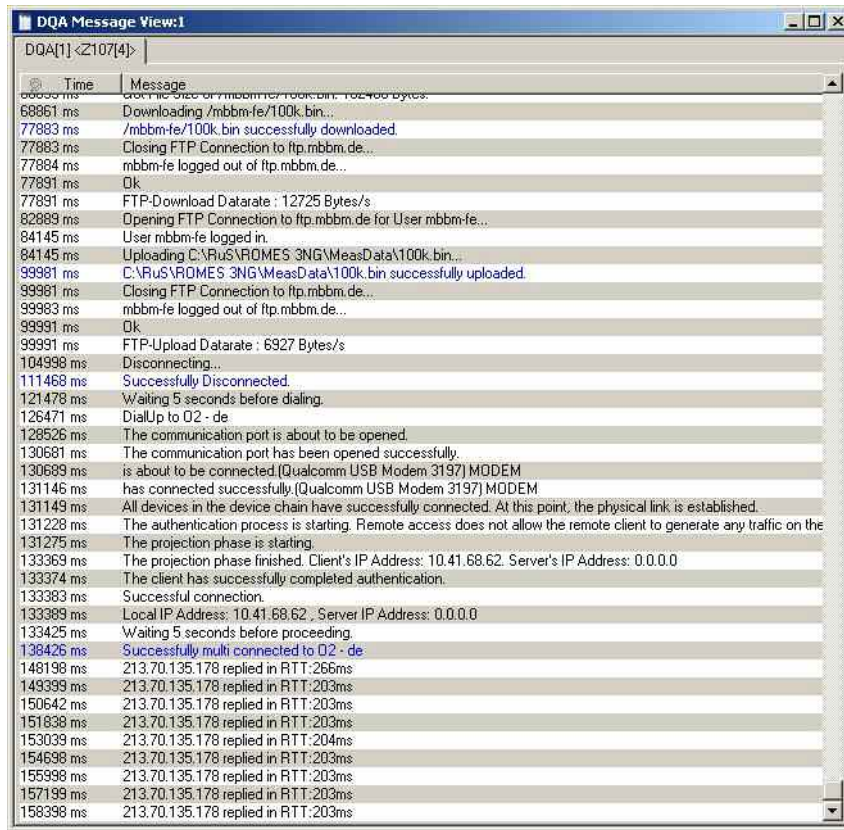 DQA Message View:1
DQA[1] <Z107[4]>
Time Message
68861 ms Downloading /mbbm-fe/100k.bin...
77883 ms /mbbm-fe/100k.bin successfully downloaded.
77883 ms Closing FTP Connection to ftp.mbbm.de...
77884 ms mbbm-fe logged out of ftp.mbbm.de...
77891 ms Ok
77891 ms FTP-Download Datarate : 12725 Bytes/s
82889 ms Opening FTP Connection to ftp.mbbm.de for User mbbm-fe...
84145 ms User mbbm-fe logged in.
84145 ms Uploading C:\RuS\ROMES 3NG\MeasData\100k.bin...
99981 ms C:\RuS\ROMES 3NG\MeasData\100k.bin successfully uploaded.
99981 ms Closing FTP Connection to ftp.mbbm.de...
99983 ms mbbm-fe logged out of ftp.mbbm.de...
99991 ms Ok
99991 ms FTP-Upload Datarate : 6927 Bytes/s
104998 ms Disconnecting...
111468 ms Successfully Disconnected.
121478 ms Waiting 5 seconds before dialing.
126471 ms DialUp to O2 - de
128526 ms The communication port is about to be opened.
130681 ms The communication port has been opened successfully.
130689 ms is about to be connected.(Qualcomm USB Modem 3197) MODEM
131146 ms has connected successfully.(Qualcomm USB Modem 3197) MODEM
131149 ms All devices in the device chain have successfully connected. At this point, the physical link is established.
131228 ms The authentication process is starting. Remote access does not allow the remote client to generate any traffic on the
131275 ms The projection phase is starting.
133369 ms The projection phase finished. Client's IP Address: 10.41.68.62. Server's IP Address: 0.0.0.0
133374 ms The client has successfully completed authentication.
133383 ms Successful connection.
133389 ms Local IP Address: 10.41.68.62 , Server IP Address: 0.0.0.0
133425 ms Waiting 5 seconds before proceeding.
138426 ms Successfully multi connected to O2 - de
148198 ms 213.70.135.178 replied in RTT:266ms
149399 ms 213.70.135.178 replied in RTT:203ms
150642 ms 213.70.135.178 replied in RTT:203ms
151838 ms 213.70.135.178 replied in RTT:203ms
153039 ms 213.70.135.178 replied in RTT:204ms
154698 ms 213.70.135.178 replied in RTT:203ms
155998 ms 213.70.135.178 replied in RTT:203ms
157199 ms 213.70.135.178 replied in RTT:203ms
158398 ms 213.70.135.178 replied in RTT:203ms